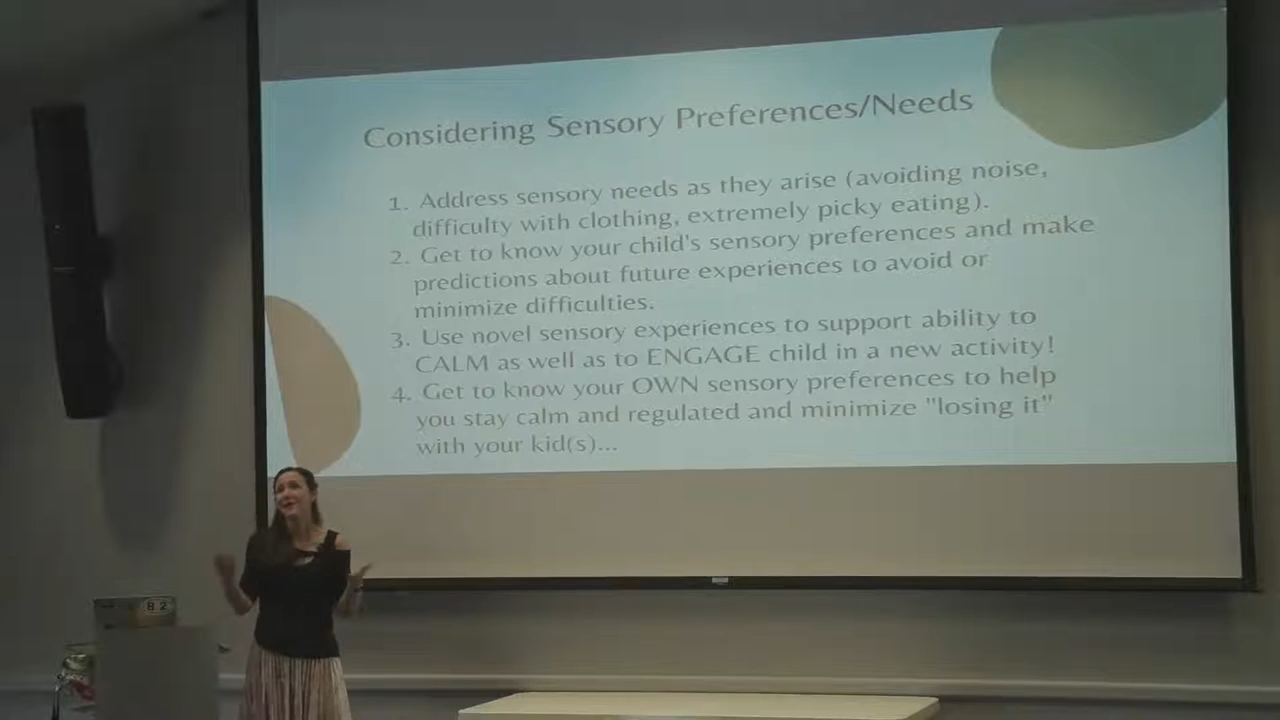 Considering Sensory Preferences/Needs
1. Address sensory needs as they arise (avoiding noise,
difficulty with clothing, extremely picky eating).
2. Get to know your child's sensory preferences and make
predictions about future experiences to avoid or
minimize difficulties.
3. Use novel sensory experiences to support ability to
CALM as well as to ENGAGE child in a new activity!
4. Get to know your OWN sensory preferences to help
you stay calm and regulated and minimize "losing it"
with your kid(s)...
B 2